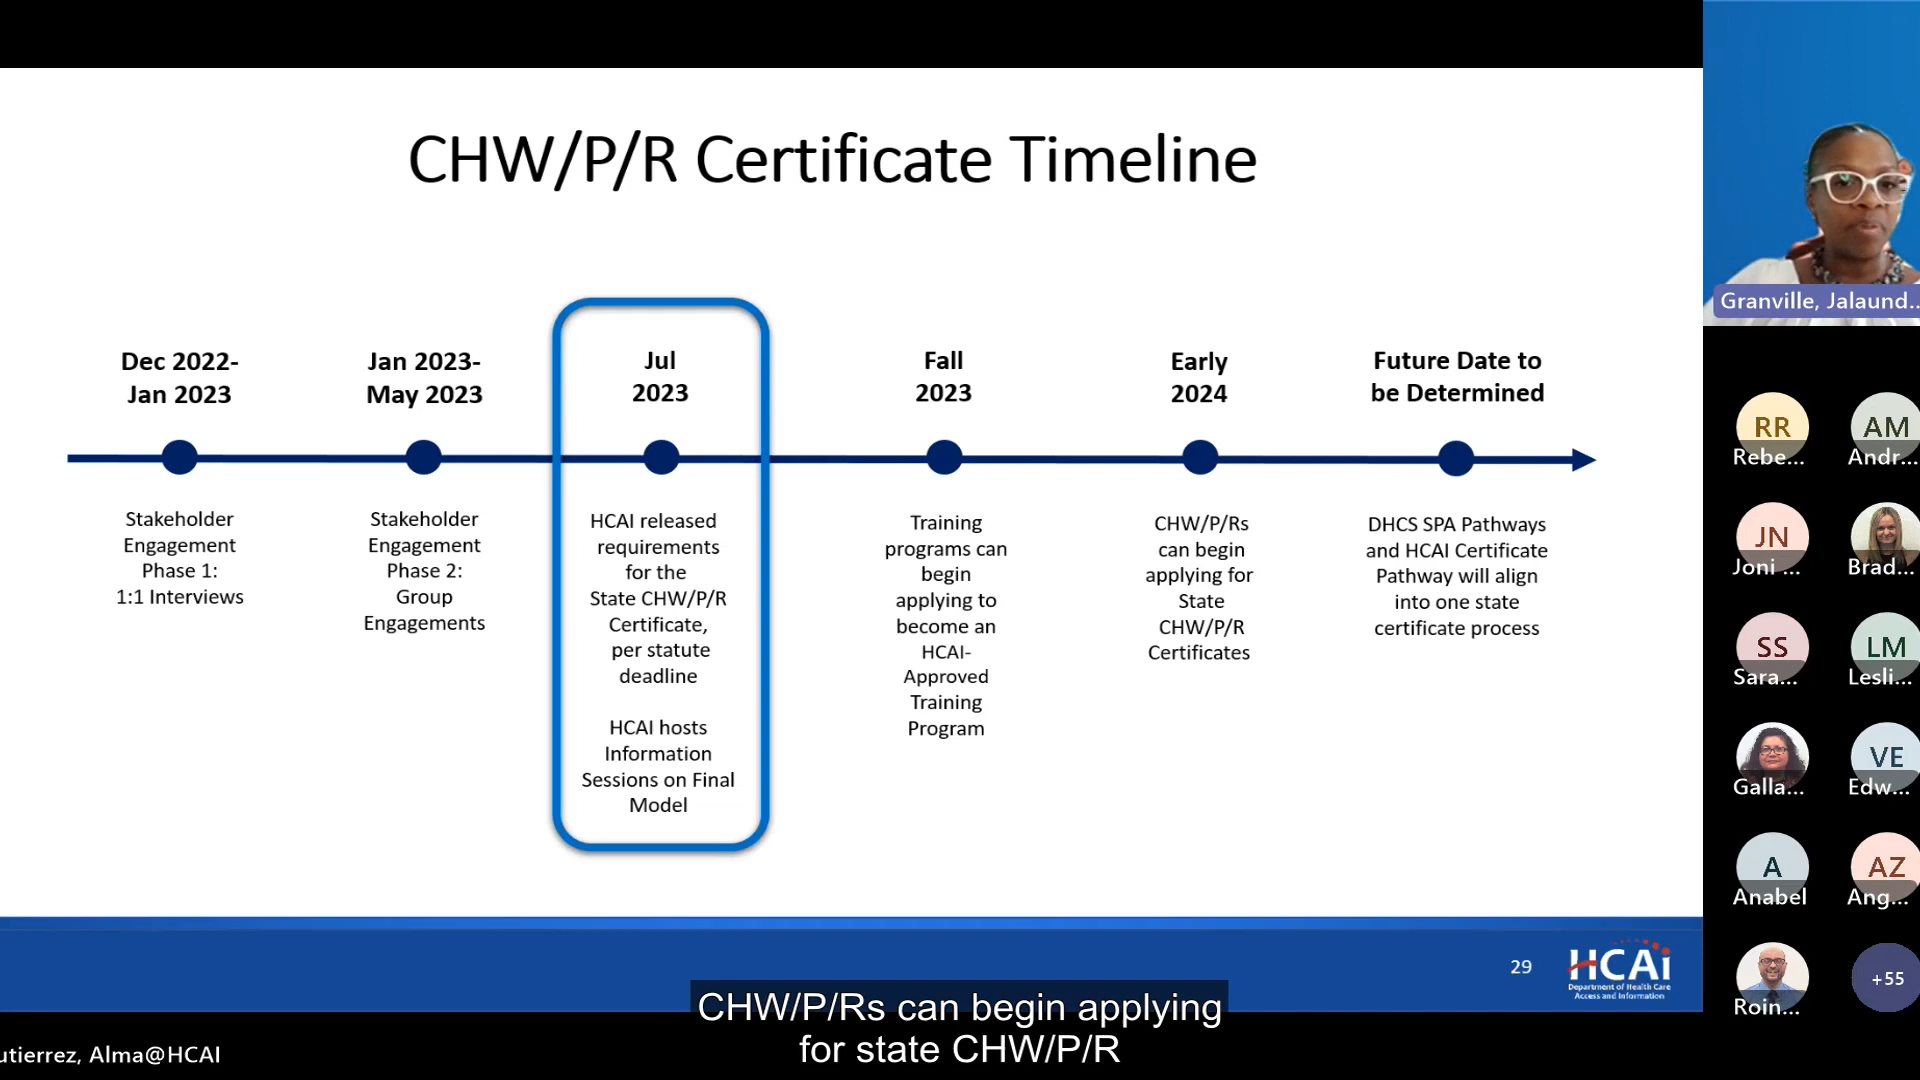 CHW/P/R Certificate Timeline
Dec 2022-
Jan 2023
Stakeholder
Engagement
Phase 1:
1:1 Interviews
Jan 2023-
May 2023
Stakeholder
Engagement
Phase 2:
Group
Engagements
Jul
2023
HCAI released
requirements
for the
State CHW/P/R
Certificate,
per statute
deadline
HCAI hosts
Information
Sessions on Final
Model
Fall
2023
Training
programs can
begin
applying to
become an
HCAI-
Approved
Training
Program
Early
2024
CHW/P/Rs
can begin
applying for
State
CHW/P/R
Certificates
Future Date to
be Determined
DHCS SPA Pathways
and HCAI Certificate
Pathway will align
into one state
certificate process
29
HCAi
Department of Health Care
Access and Information
CHW/P/Rs can begin applying
for state CHW/P/R
utierrez, Alma@HCAI
Granville, Jalaund...
RR
Rebe...
AM
Andr...
JN
Joni ...
Brad...
SS
Sara...
LM
Lesli...
Galla...
VE
Edw...
A
Anabel
AZ
Ang...
Roin...
+55